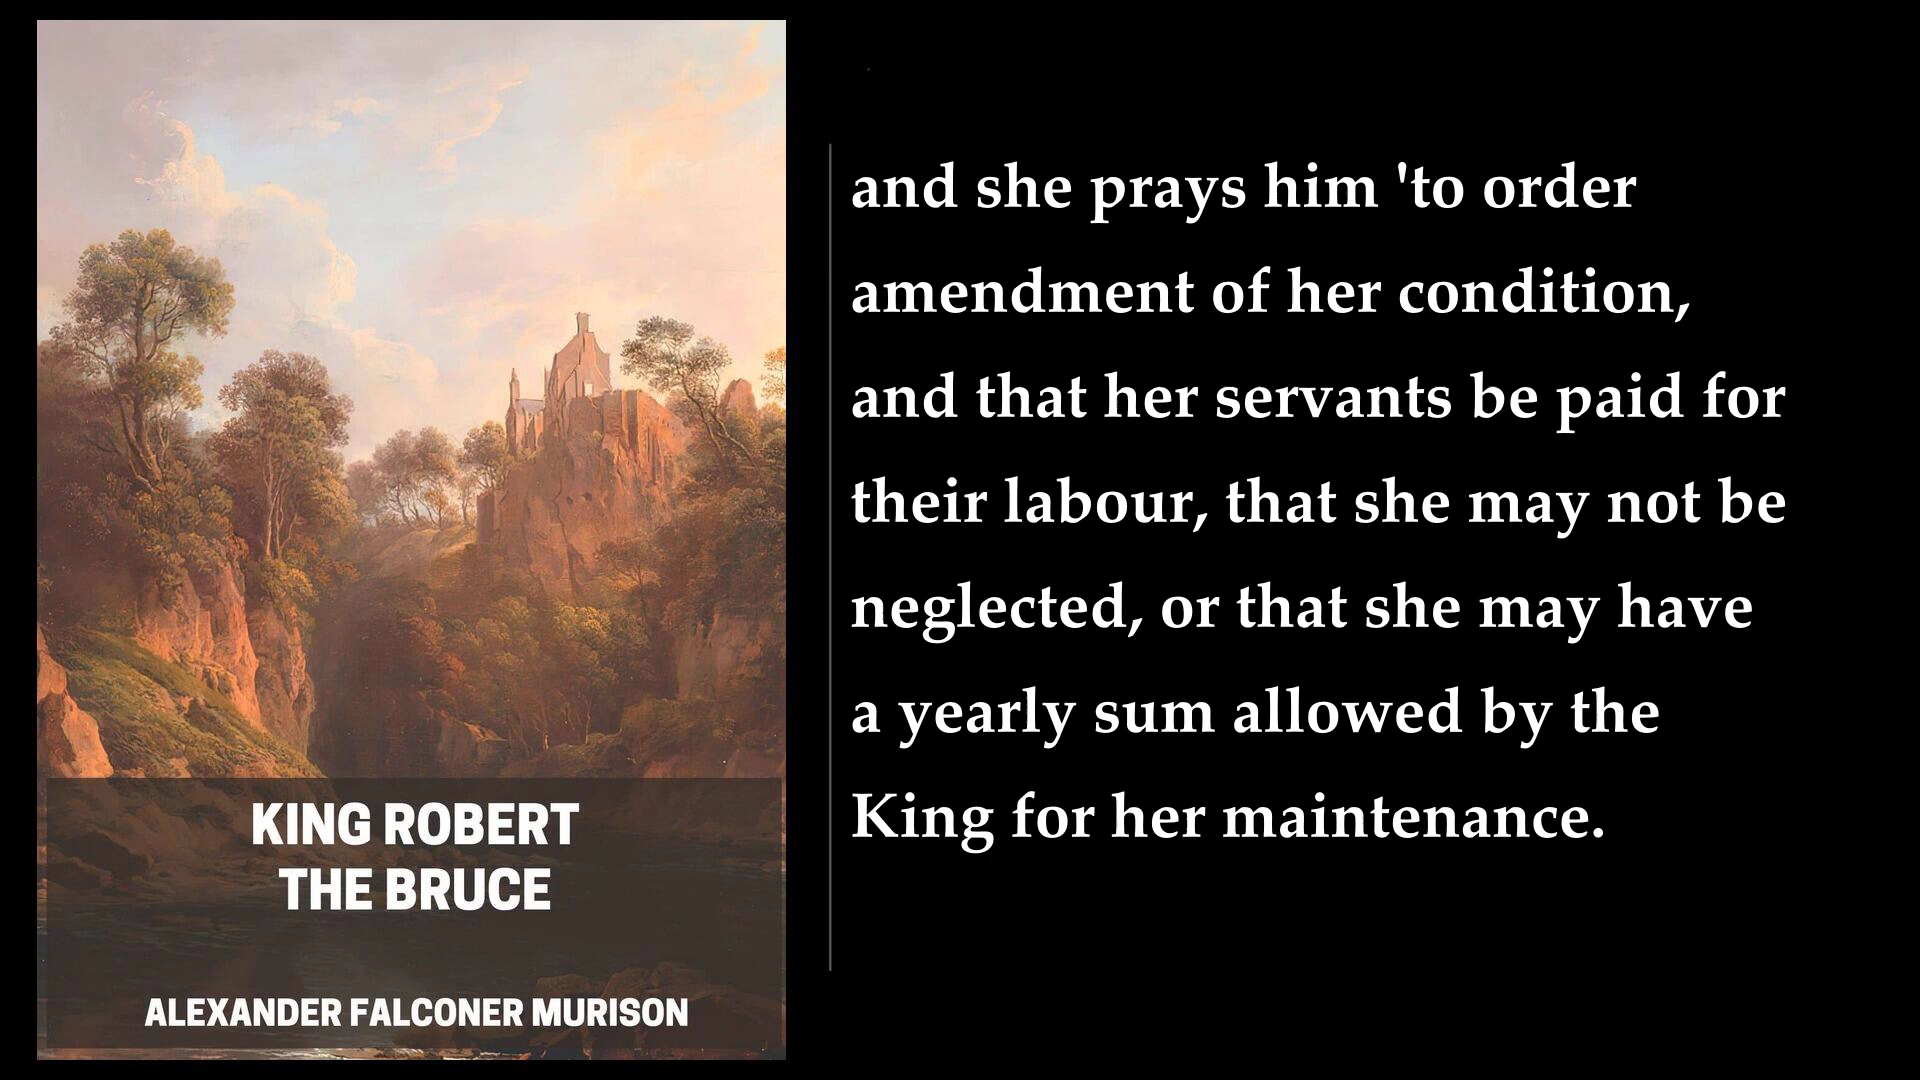 KING ROBERT
THE BRUCE
ALEXANDER FALCONER MURISON
and she prays him 'to order
amendment of her condition,
and that her servants be paid for
their labour, that she may not be
neglected, or that she may have
a yearly sum allowed by the
King for her maintenance.